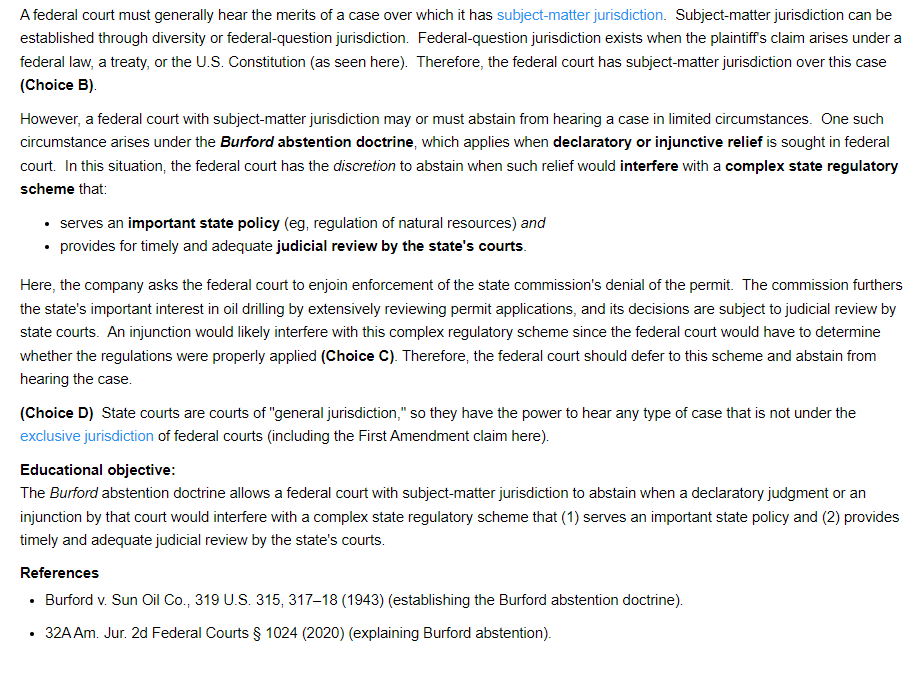 A federal court must generally hear the merits of a case over which it has subject-matter jurisdiction. Subject-matter jurisdiction can be
established through diversity or federal-question jurisdiction. Federal-question jurisdiction exists when the plaintiff's claim arises under a
federal law, a treaty, or the U.S. Constitution (as seen here). Therefore, the federal court has subject-matter jurisdiction over this case
(Choice B).
However, a federal court with subject-matter jurisdiction may or must abstain from hearing a case in limited circumstances. One such
circumstance arises under the Burford abstention doctrine, which applies when declaratory or injunctive relief is sought in federal
court. In this situation, the federal court has the discretion to abstain when such relief would interfere with a complex state regulatory
scheme that:
• serves an important state policy (eg, regulation of natural resources) and
• provides for timely and adequate judicial review by the state's courts.
Here, the company asks the federal court to enjoin enforcement of the state commission's denial of the permit. The commission furthers
the state's important interest in oil drilling by extensively reviewing permit applications, and its decisions are subject to judicial review by
state courts. An injunction would likely interfere with this complex regulatory scheme since the federal court would have to determine
whether the regulations were properly applied (Choice C). Therefore, the federal court should defer to this scheme and abstain from
hearing the case.
(Choice D) State courts are courts of "general jurisdiction," so they have the power to hear any type of case that is not under the
exclusive jurisdiction of federal courts (including the First Amendment claim here).
Educational objective:
The Burford abstention doctrine allows a federal court with subject-matter jurisdiction to abstain when a declaratory judgment or an
injunction by that court would interfere with a complex state regulatory scheme that (1) serves an important state policy and (2) provides
timely and adequate judicial review by the state's courts.
References
• Burford v. Sun Oil Co., 319 U.S. 315, 317–18 (1943) (establishing the Burford abstention doctrine).
• 32A Am. Jur. 2d Federal Courts § 1024 (2020) (explaining Burford abstention).